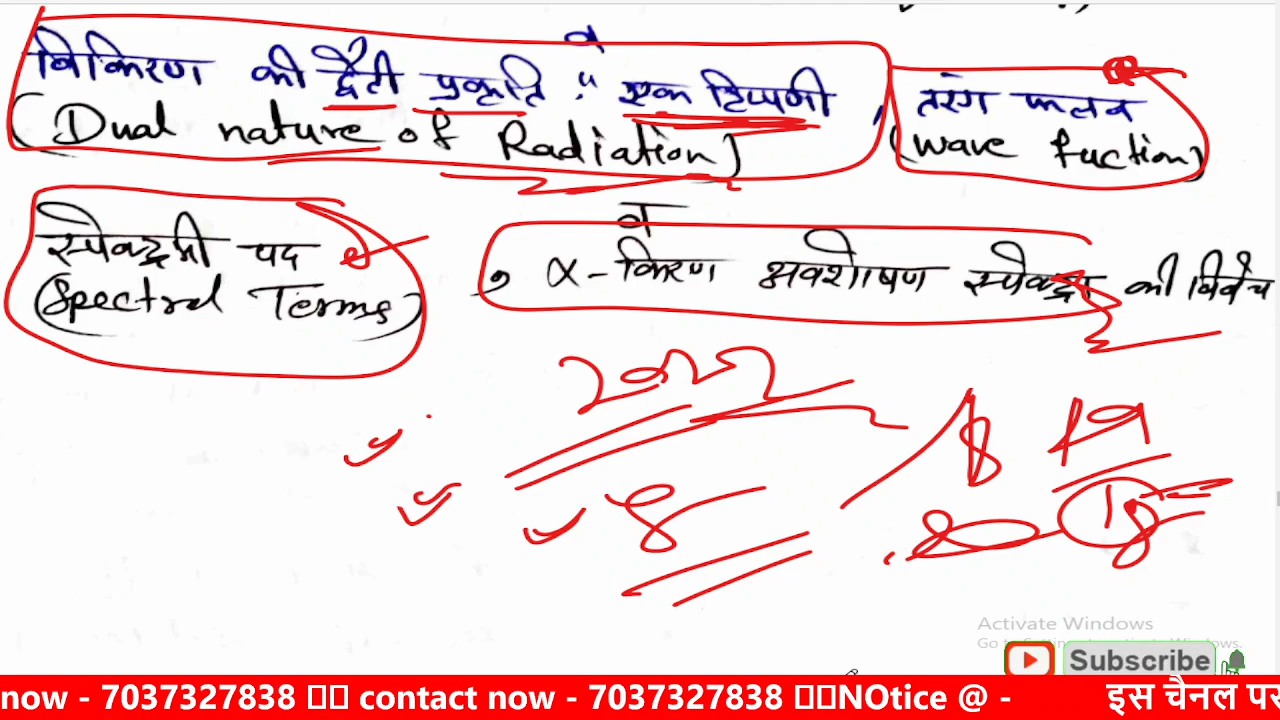 विकिरण की द्वैती प्रकृति " एक टिप्पणी , तरंग फलन
व
(Dual nature of Radiation) (wave fuction)
स्पेक्ट्रमी पद
व
, α - किरण अवशोषण स्पेक्ट्रा की विवेच
(Spectral Terms)
2022
8
8 19
18
Activate Windows
Subscribe
now - 7037327838 contact now - 7037327838 NOtice @ - इस चैनल पर